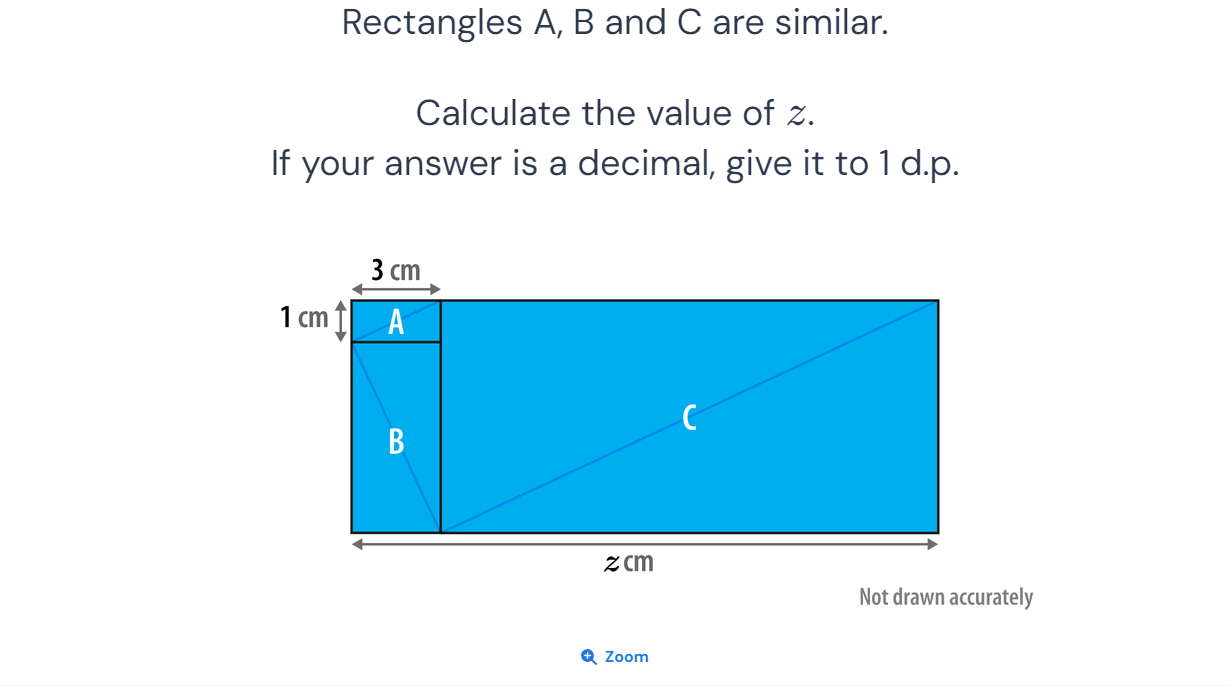 Rectangles A, B and C are similar.
Calculate the value of z.
If your answer is a decimal, give it to 1 d.p.
3 cm
1 cm
A
B
C
z cm
Not drawn accurately
Zoom